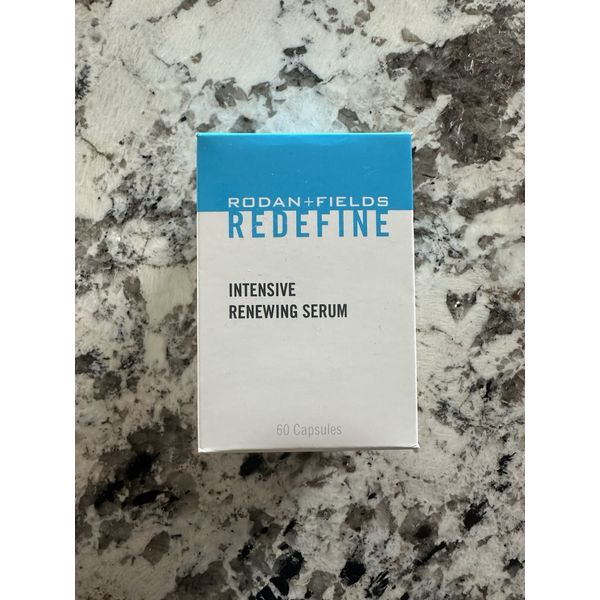 RODAN+FIELDS
REDEFINE
INTENSIVE
RENEWING SERUM
60 Capsules